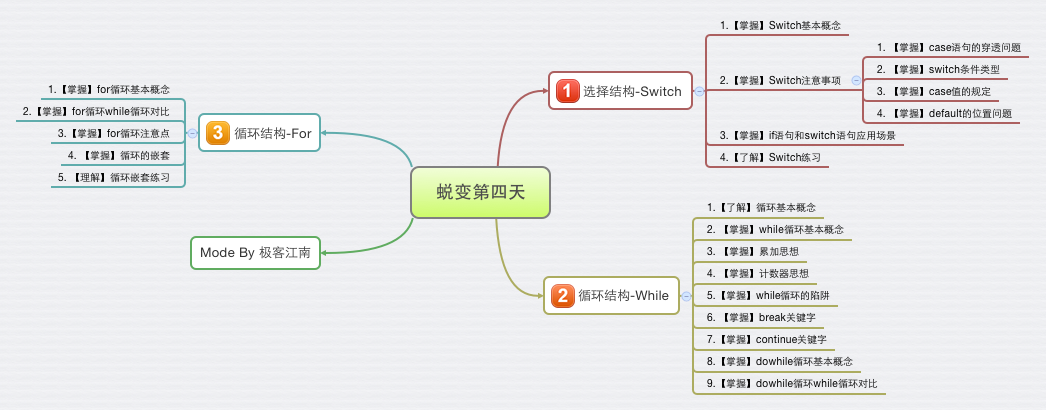 蜕变第四天
1 选择结构-Switch
1.【掌握】Switch基本概念
2.【掌握】Switch注意事项
1. 【掌握】case语句的穿透问题
2. 【掌握】switch条件类型
3. 【掌握】case值的规定
4. 【掌握】default的位置问题
3.【掌握】if语句和switch语句应用场景
4.【了解】Switch练习
2 循环结构-While
1.【了解】循环基本概念
2. 【掌握】while循环基本概念
3. 【掌握】累加思想
4. 【掌握】计数器思想
5.【掌握】while循环的陷阱
6. 【掌握】break关键字
7. 【掌握】continue关键字
8. 【掌握】dowhile循环基本概念
9. 【掌握】dowhile循环while循环对比
3 循环结构-For
1.【掌握】for循环基本概念
2.【掌握】for循环while循环对比
3.【掌握】for循环注意点
4. 【掌握】循环的嵌套
5. 【理解】循环嵌套练习
Mode By 极客江南